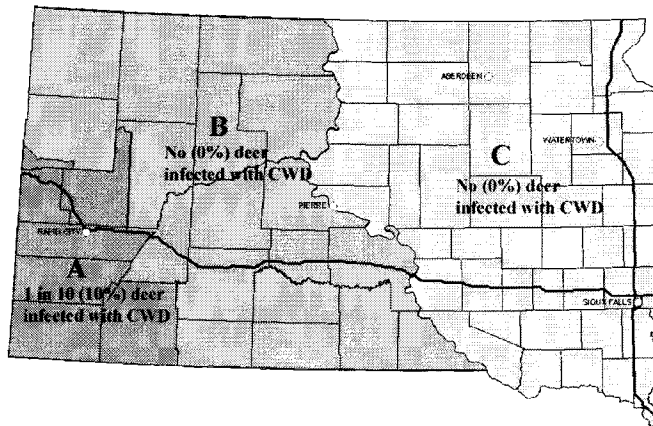 ABERDEEN
B
No (0%) deer
infected with CWD
WATERTOWN
C
No (0%) deer
infected with CWD
PIERRE
RAPID CITY
A
1 in 10 (10%) deer
infected with CWD
SIOUX FALLS